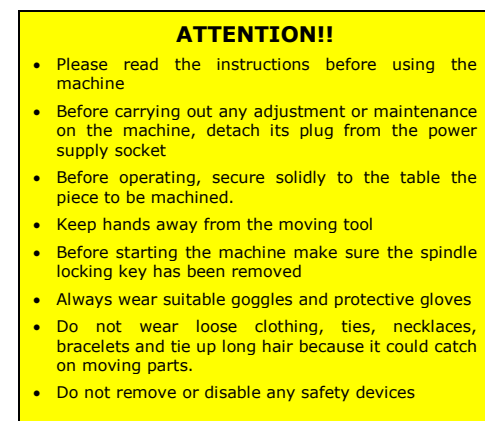 ATTENTION!!
• Please read the instructions before using the
machine
• Before carrying out any adjustment or maintenance
on the machine, detach its plug from the power
supply socket
• Before operating, secure solidly to the table the
piece to be machined.
• Keep hands away from the moving tool
• Before starting the machine make sure the spindle
locking key has been removed
• Always wear suitable goggles and protective gloves
• Do not wear loose clothing, ties, necklaces,
bracelets and tie up long hair because it could catch
on moving parts.
• Do not remove or disable any safety devices